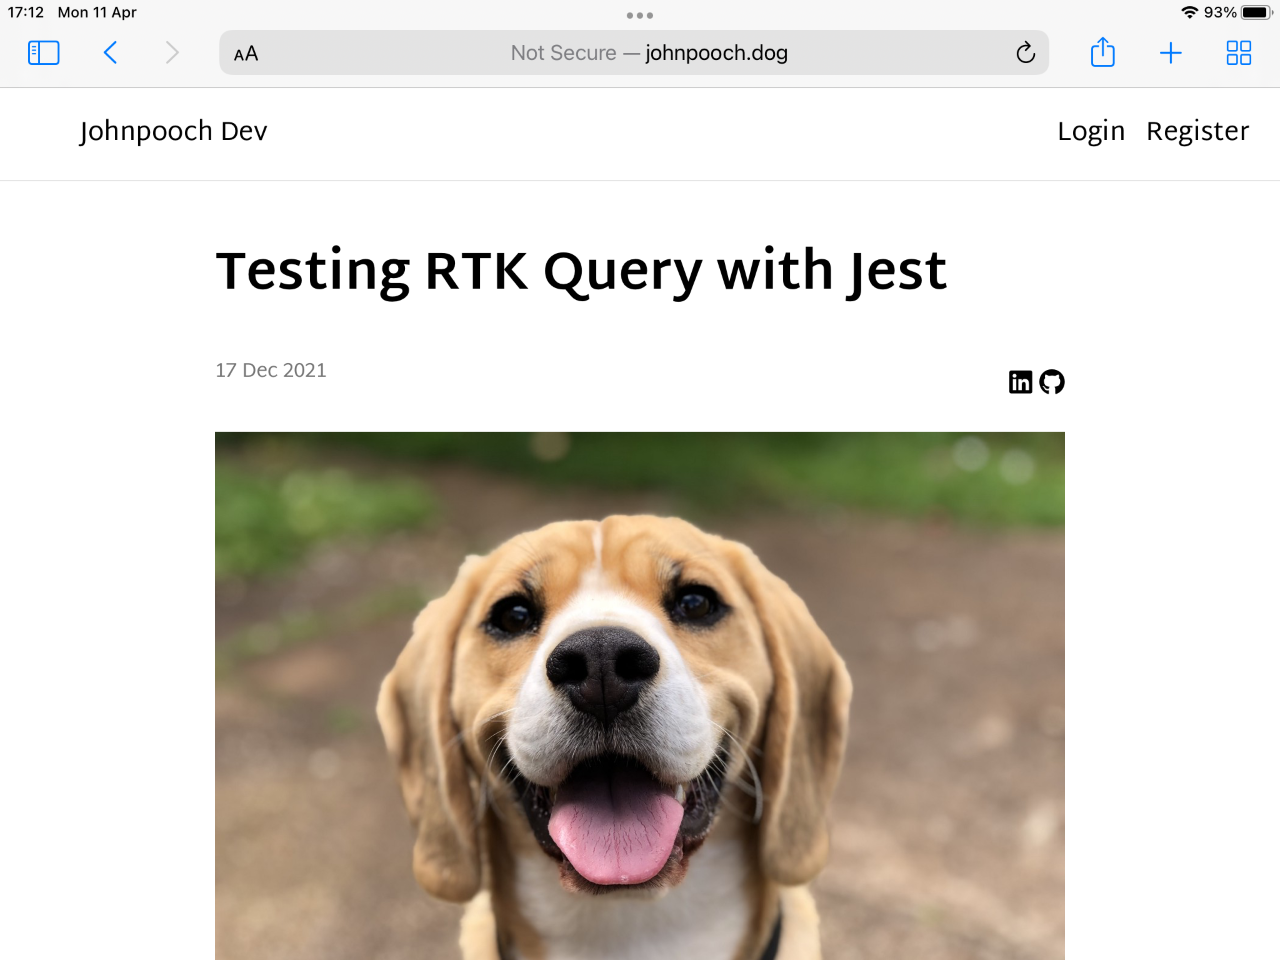 17:12 Mon 11 Apr
93%
AA
Not Secure — johnpooch.dog
Johnpooch Dev
Login Register
Testing RTK Query with Jest
17 Dec 2021
in